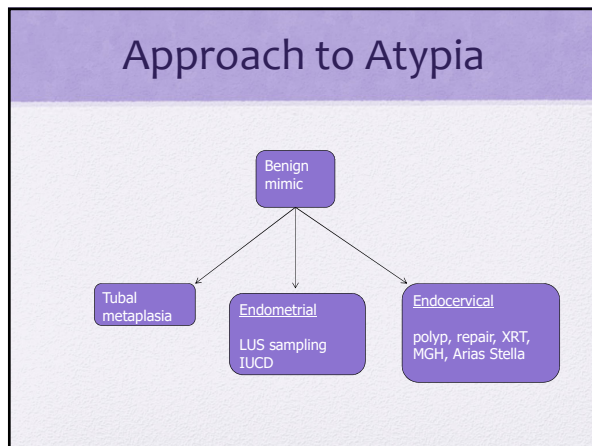 Approach to Atypia
Benign
mimic
Tubal
metaplasia
Endometrial
LUS sampling
IUCD
Endocervical
polyp, repair, XRT,
MGH, Arias Stella